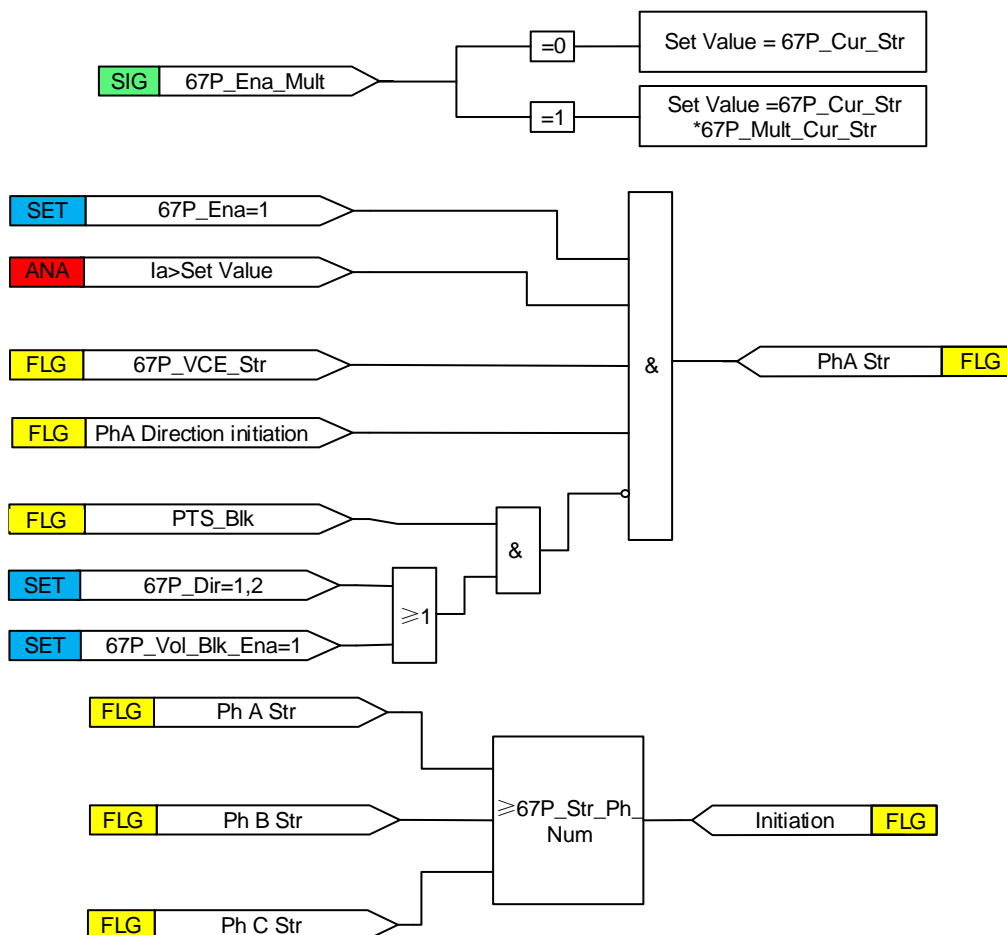 =0
Set Value = 67P_Cur_Str
SIG 67P_Ena_Mult
=1
Set Value =67P_Cur_Str
*67P_Mult_Cur_Str
SET 67P_Ena=1
ANA Ia>Set Value
FLG 67P_VCE_Str
&
PhA Str FLG
FLG PhA Direction initiation
FLG PTS_Blk
&
SET 67P_Dir=1,2
≥1
SET 67P_Vol_Blk_Ena=1
FLG Ph A Str
FLG Ph B Str
≥67P_Str_Ph_
Num
Initiation FLG
FLG Ph C Str